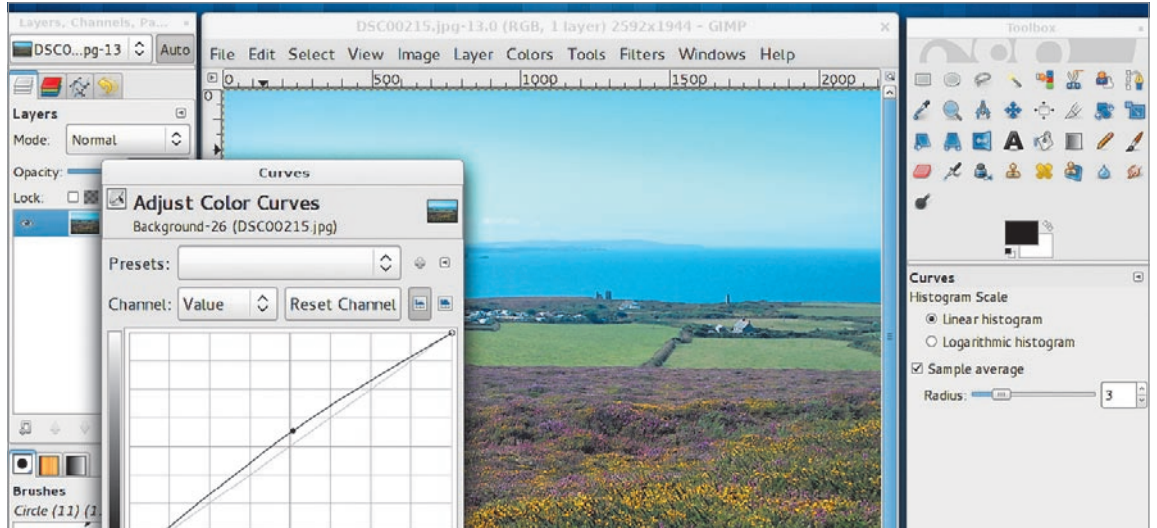 Layers, Channels, Pa...
DSC0...pg-13
Auto
Layers
Mode: Normal
Opacity:
Lock:
Brushes
Circle (11) (1
DSC00215.jpg-13.0 (RGB, 1 layer) 2592x1944 – GIMP
File Edit Select View Image Layer Colors Tools Filters Windows Help
0 500 1000 1500 2000
0
Curves
Adjust Color Curves
Background-26 (DSC00215.jpg)
Presets:
Channel: Value Reset Channel
Toolbox
Curves
Histogram Scale
Linear histogram
Logarithmic histogram
Sample average
Radius: 3